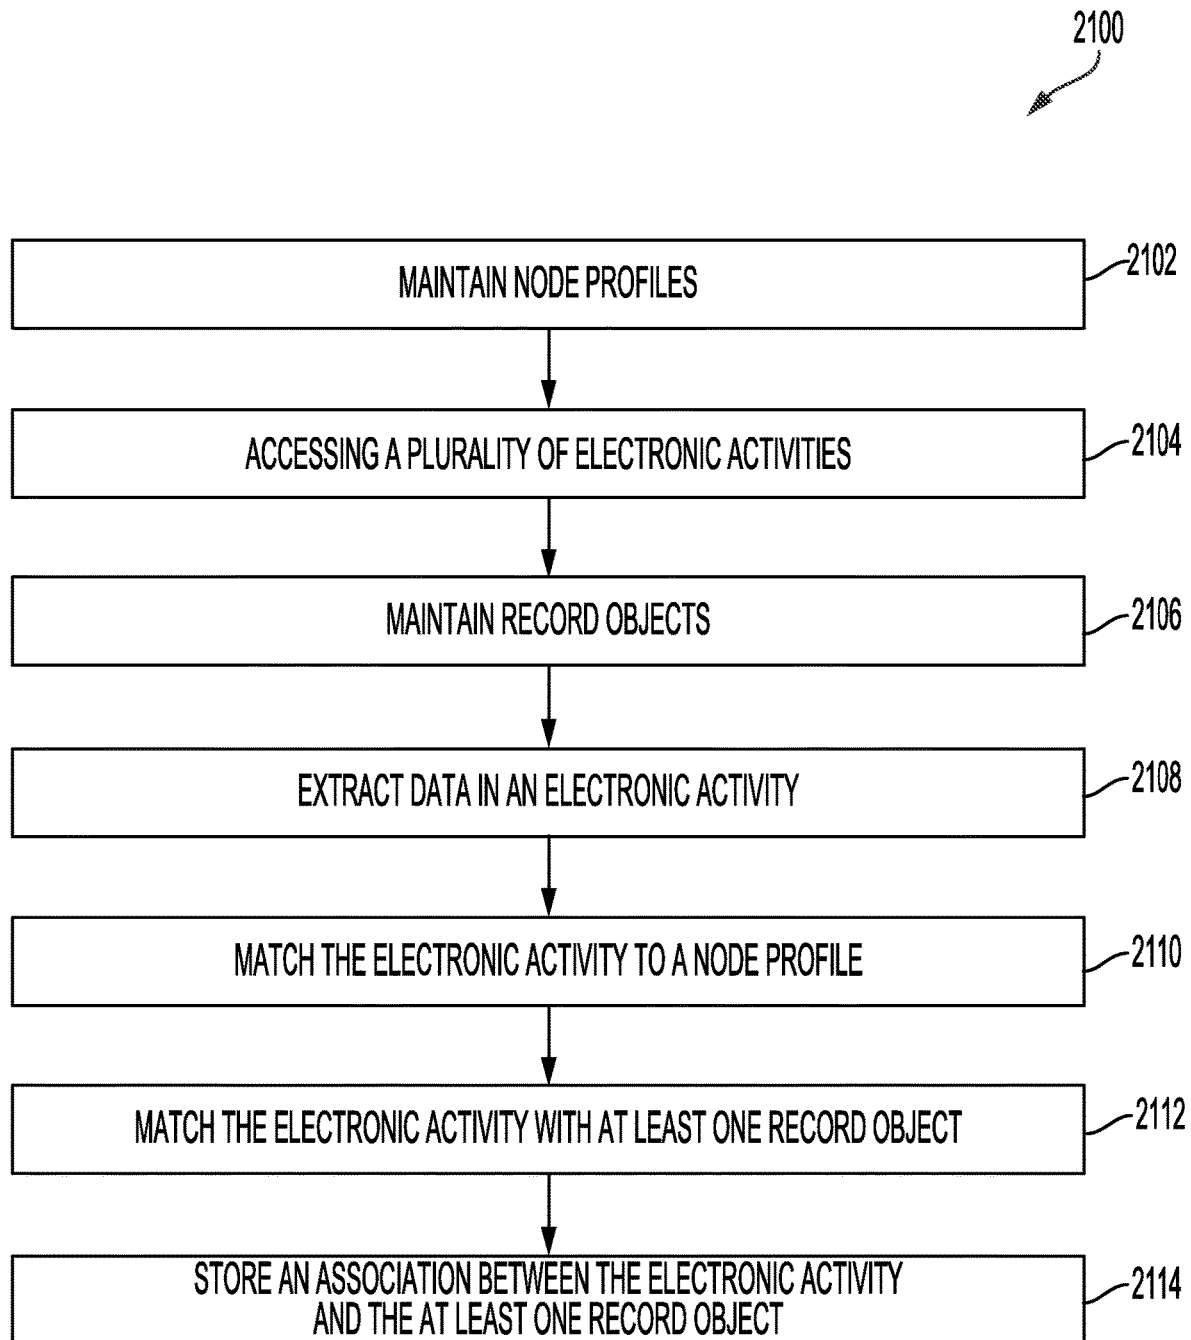 2100
MAINTAIN NODE PROFILES
2102
ACCESSING A PLURALITY OF ELECTRONIC ACTIVITIES
2104
MAINTAIN RECORD OBJECTS
2106
EXTRACT DATA IN AN ELECTRONIC ACTIVITY
2108
MATCH THE ELECTRONIC ACTIVITY TO A NODE PROFILE
2110
MATCH THE ELECTRONIC ACTIVITY WITH AT LEAST ONE RECORD OBJECT
2112
STORE AN ASSOCIATION BETWEEN THE ELECTRONIC ACTIVITY
AND THE AT LEAST ONE RECORD OBJECT
2114